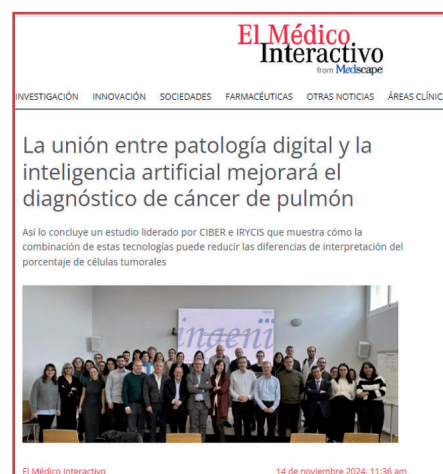 El Médico
Interactivo
from Medscape
INVESTIGACIÓN INNOVACIÓN SOCIEDADES FARMACÉUTICAS OTRAS NOTICIAS ÁREAS CLÍNIC
La unión entre patología digital y la
inteligencia artificial mejorará el
diagnóstico de cáncer de pulmón
Así lo concluye un estudio liderado por CIBER e IRYCIS que muestra cómo la
combinación de estas tecnologías puede reducir las diferencias de interpretación del
porcentaje de células tumorales
ingeni
El Médico Interactivo 14 de noviembre 2024, 11:36 am